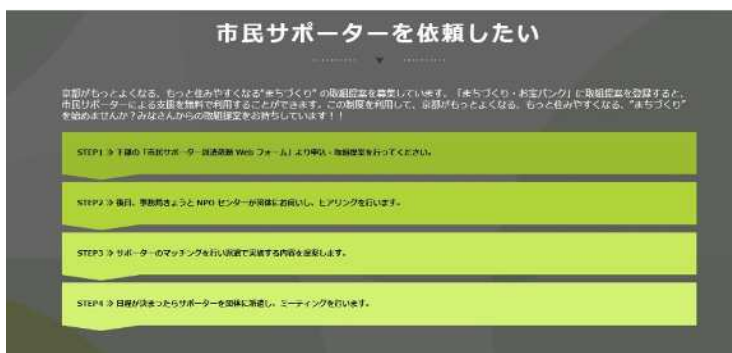 市民サポーターを依頼したい
京都がもっとよくなる、もっと住みやすくなる"まちづくり" の取組提案を募集しています。「まちづくり・お宝バンク」に取組提案を登録すると、
市民サポーターによる支援を無料で利用することができます。この制度を利用して、京都がもっとよくなる、もっと住みやすくなる、"まちづくり"
を始めませんか？みなさんからの取組提案をお待ちしています！！
STEP1 ≫ 下部の「市民サポーター派遣依頼 Web フォーム」より申込・取組提案を行ってください。
STEP2 ≫ 後日、事務局きょうと NPO センターが団体にお伺いし、ヒアリングを行います。
STEP3 ≫ サポーターのマッチングを行い派遣で実施する内容を提案します。
STEP4 ≫ 日程が決まったらサポーターを団体に派遣し、ミーティングを行います。